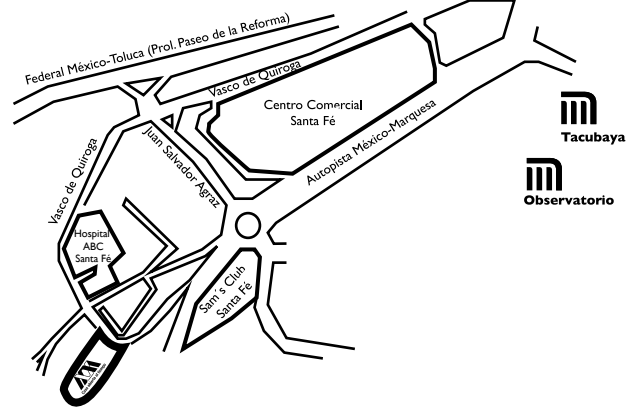 Federal México-Toluca (Prol. Paseo de la Reforma)
Vasco de Quiroga
Centro Comercial
Santa Fé
Autopista México-Marquesa
Tacubaya
Observatorio
Juan Salvador Agraz
Vasco de Quiroga
Hospital
ABC
Santa Fé
Sam´s Club
Santa Fé